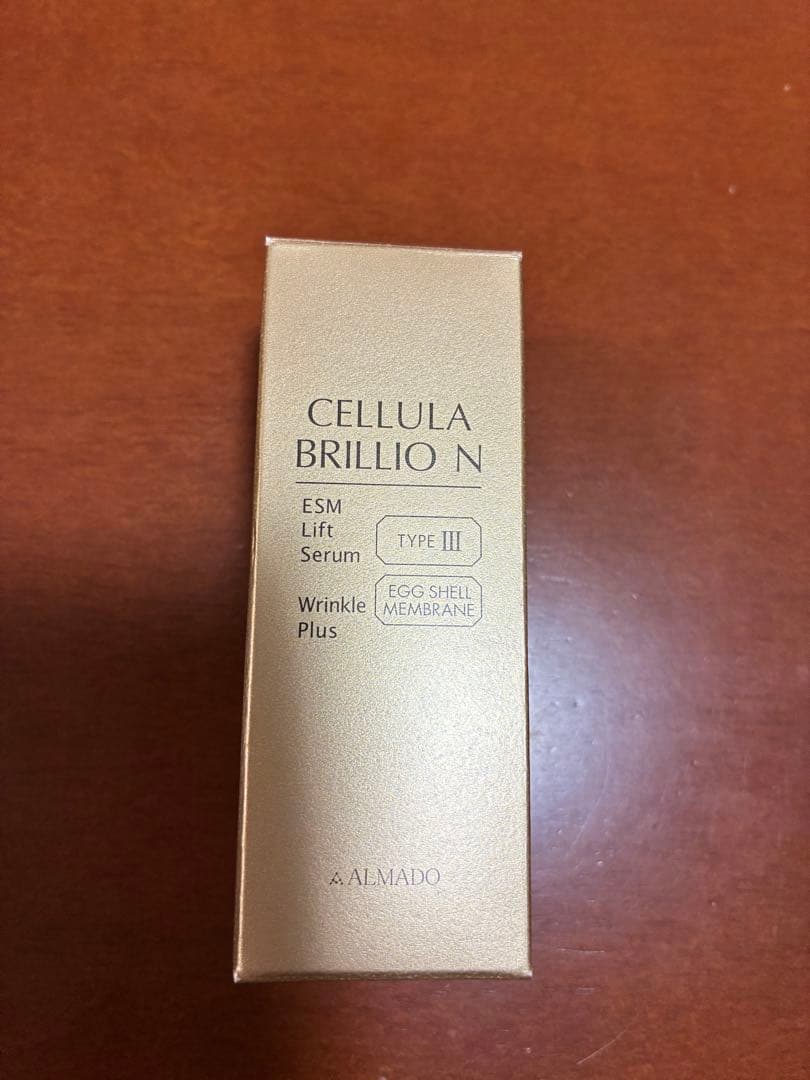 CELLULA
BRILLIO N
ESM
Lift
Serum
TYPE III
Wrinkle
Plus
EGG SHELL
MEMBRANE
ALMADO